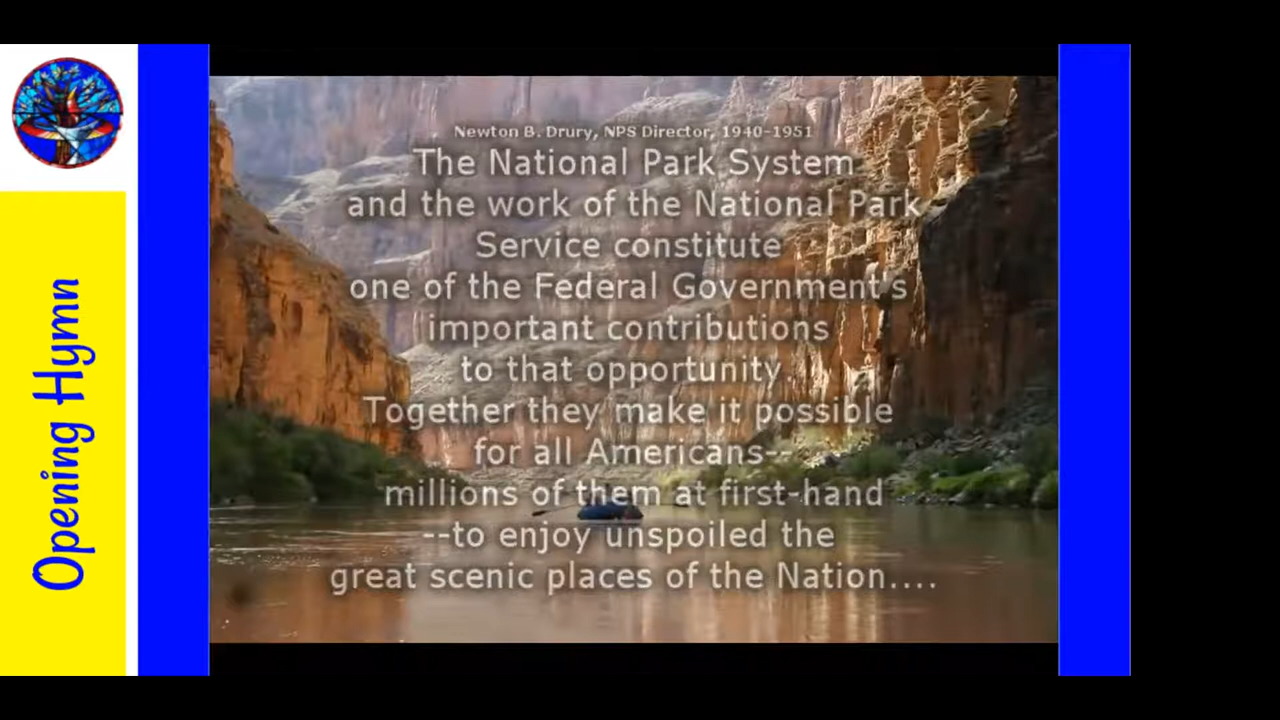 Opening Hymn
Newton B. Drury, NPS Director, 1940-1951
The National Park System
and the work of the National Park
Service constitute
one of the Federal Government's
important contributions
to that opportunity
Together they make it possible
for all Americans--
millions of them at first-hand
--to enjoy unspoiled the
great scenic places of the Nation....